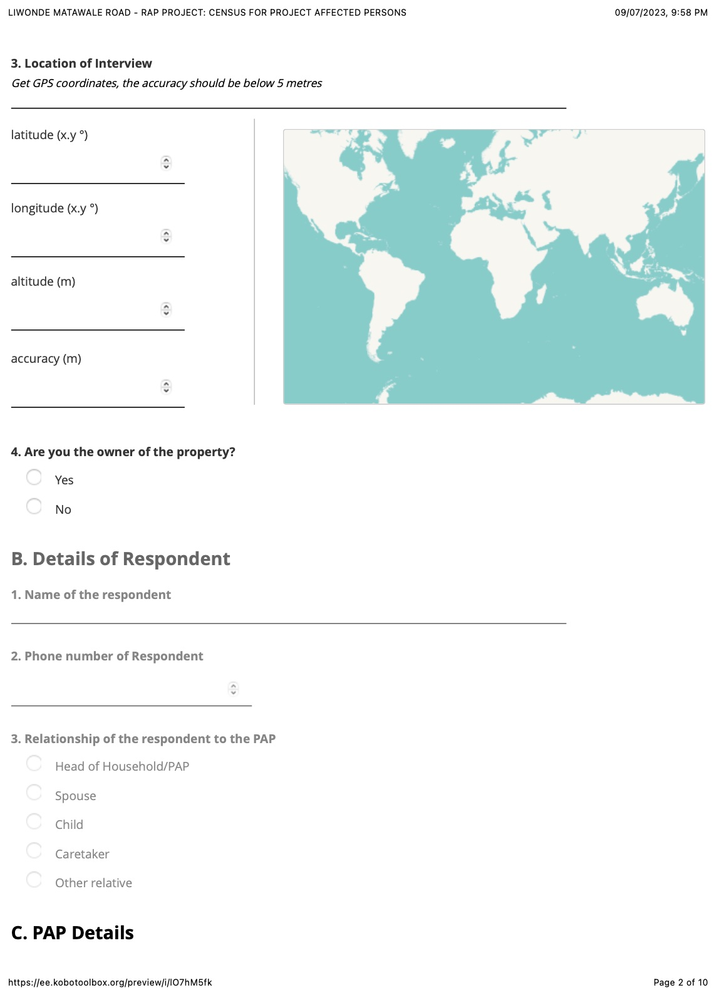 LIWONDE MATAWALE ROAD - RAP PROJECT: CENSUS FOR PROJECT AFFECTED PERSONS
09/07/2023, 9:58 PM
3. Location of Interview
Get GPS coordinates, the accuracy should be below 5 metres
latitude (x.y °)
longitude (x.y °)
altitude (m)
accuracy (m)
4. Are you the owner of the property?
Yes
No
B. Details of Respondent
1. Name of the respondent
2. Phone number of Respondent
3. Relationship of the respondent to the PAP
Head of Household/PAP
Spouse
Child
Caretaker
Other relative
C. PAP Details
https://ee.kobotoolbox.org/preview/i/lO7hM5fk
Page 2 of 10